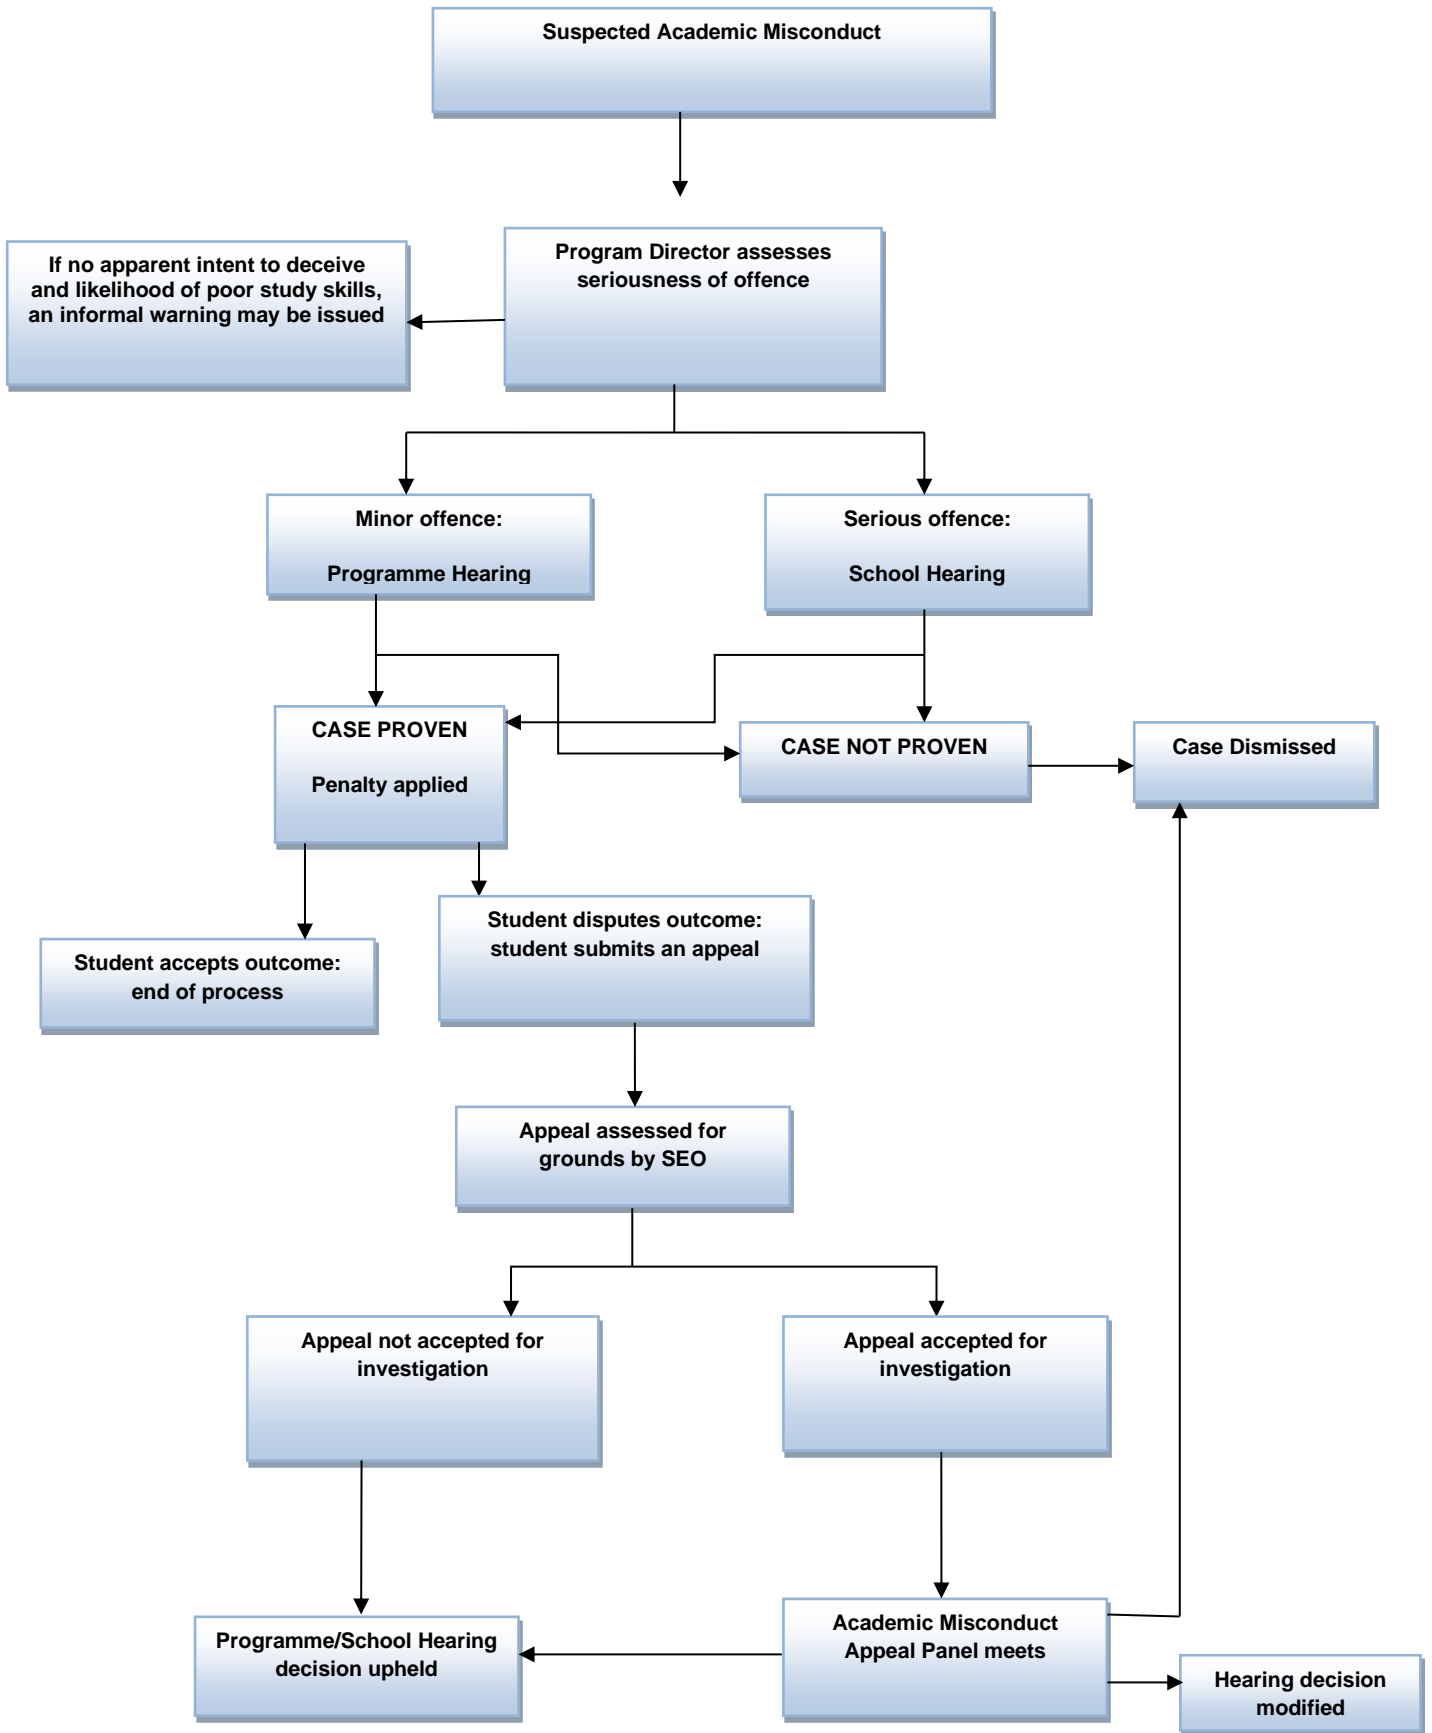 Suspected Academic Misconduct
Program Director assesses
seriousness of offence
If no apparent intent to deceive
and likelihood of poor study skills,
an informal warning may be issued
Minor offence:
Programme Hearing
Serious offence:
School Hearing
CASE PROVEN
Penalty applied
CASE NOT PROVEN
Case Dismissed
Student disputes outcome:
student submits an appeal
Student accepts outcome:
end of process
Appeal assessed for
grounds by SEO
Appeal not accepted for
investigation
Appeal accepted for
investigation
Programme/School Hearing
decision upheld
Academic Misconduct
Appeal Panel meets
Hearing decision
modified